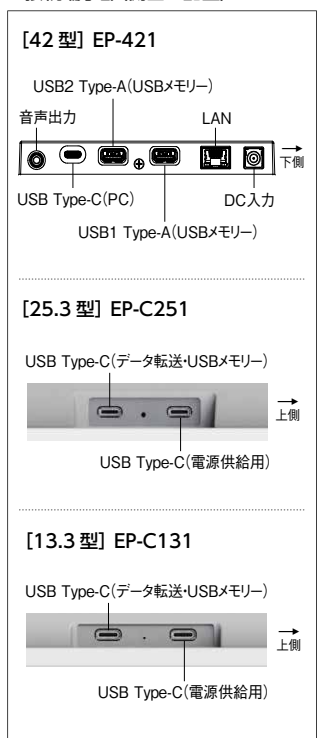 [42型] EP-421
USB2 Type-A(USBメモリー)
音声出力
LAN
下側
USB Type-C(PC)
DC入力
USB1 Type-A(USBメモリー)
[25.3型] EP-C251
USB Type-C(データ転送・USBメモリー)
上側
USB Type-C(電源供給用)
[13.3型] EP-C131
USB Type-C(データ転送・USBメモリー)
上側
USB Type-C(電源供給用)